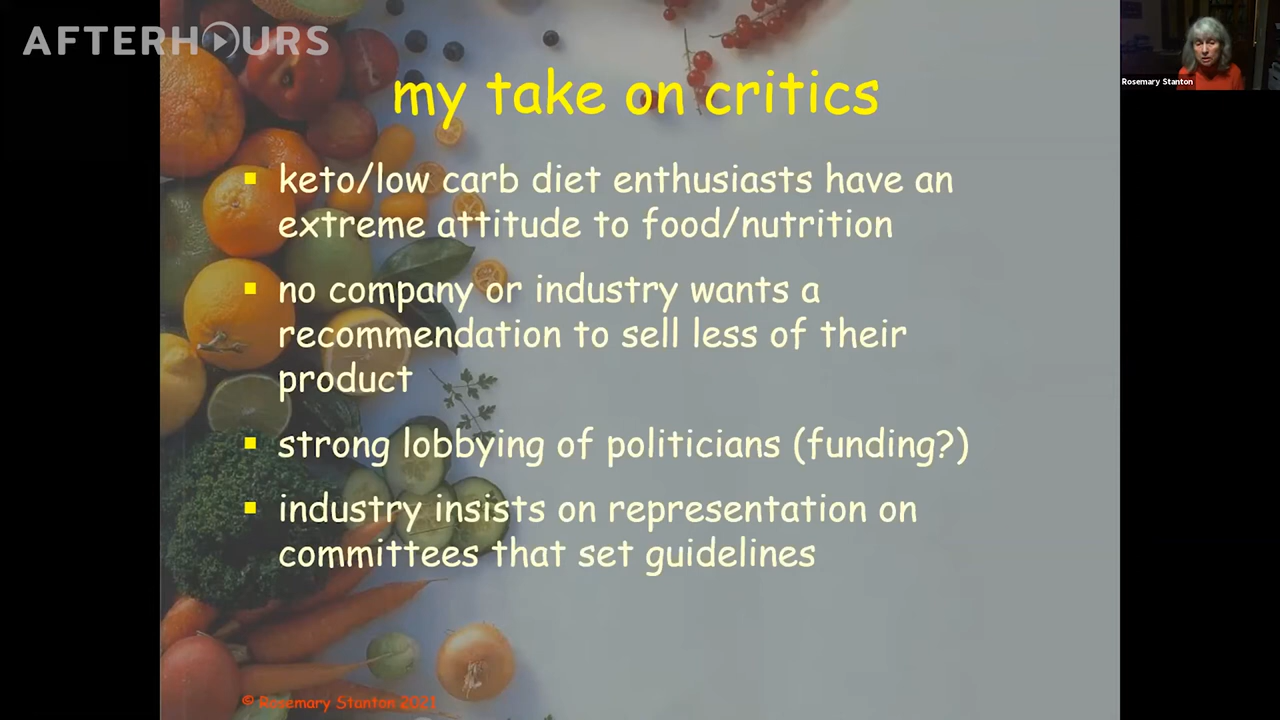 AFTERHOURS
Rosemary Stanton
my take on critics
keto/low carb diet enthusiasts have an
extreme attitude to food/nutrition
no company or industry wants a
recommendation to sell less of their
product
strong lobbying of politicians (funding?)
industry insists on representation on
committees that set guidelines
© Rosemary Stanton 2021